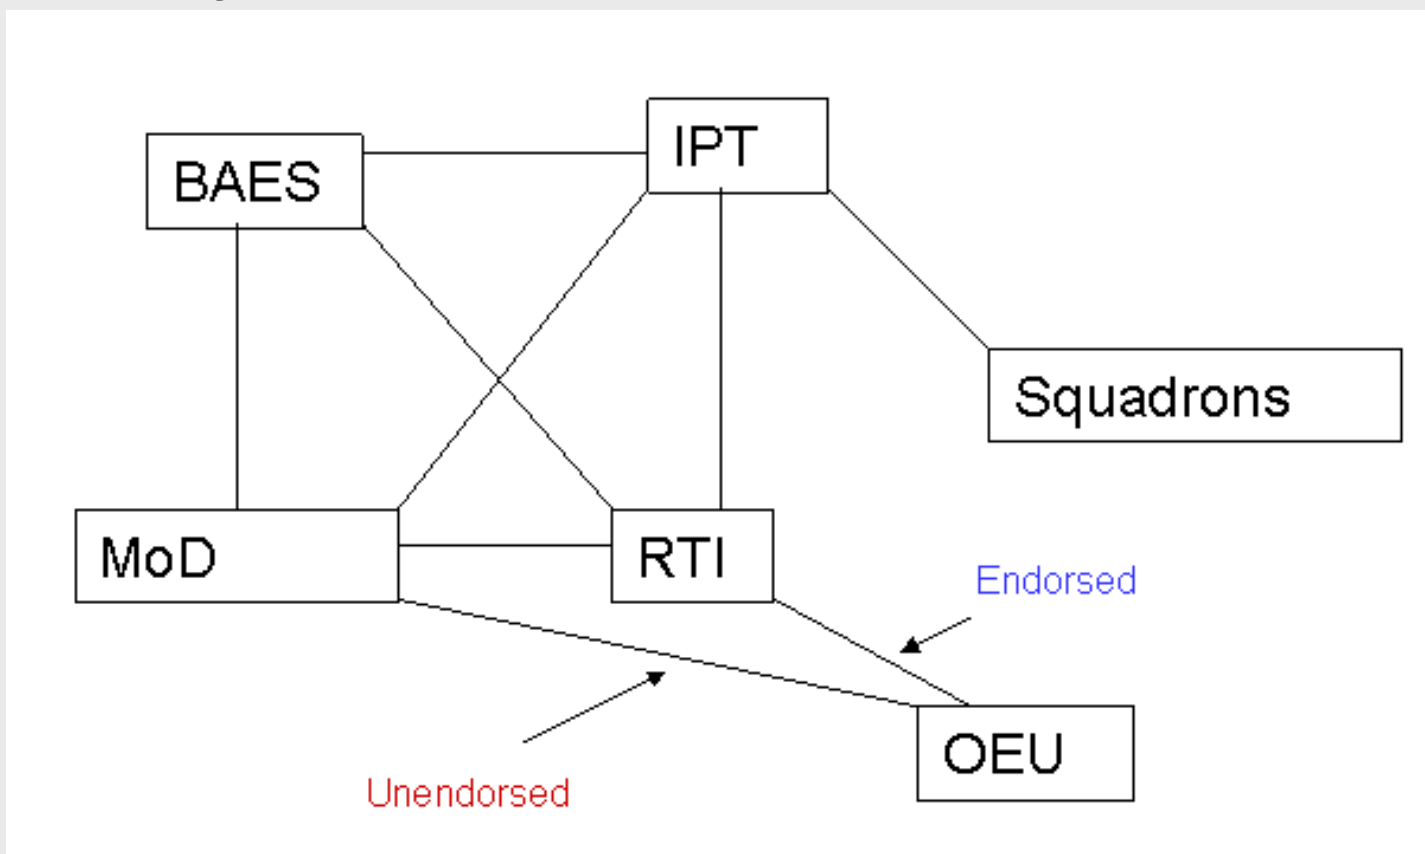 IPT
BAES
Squadrons
MoD
RTI
Endorsed
OEU
Unendorsed